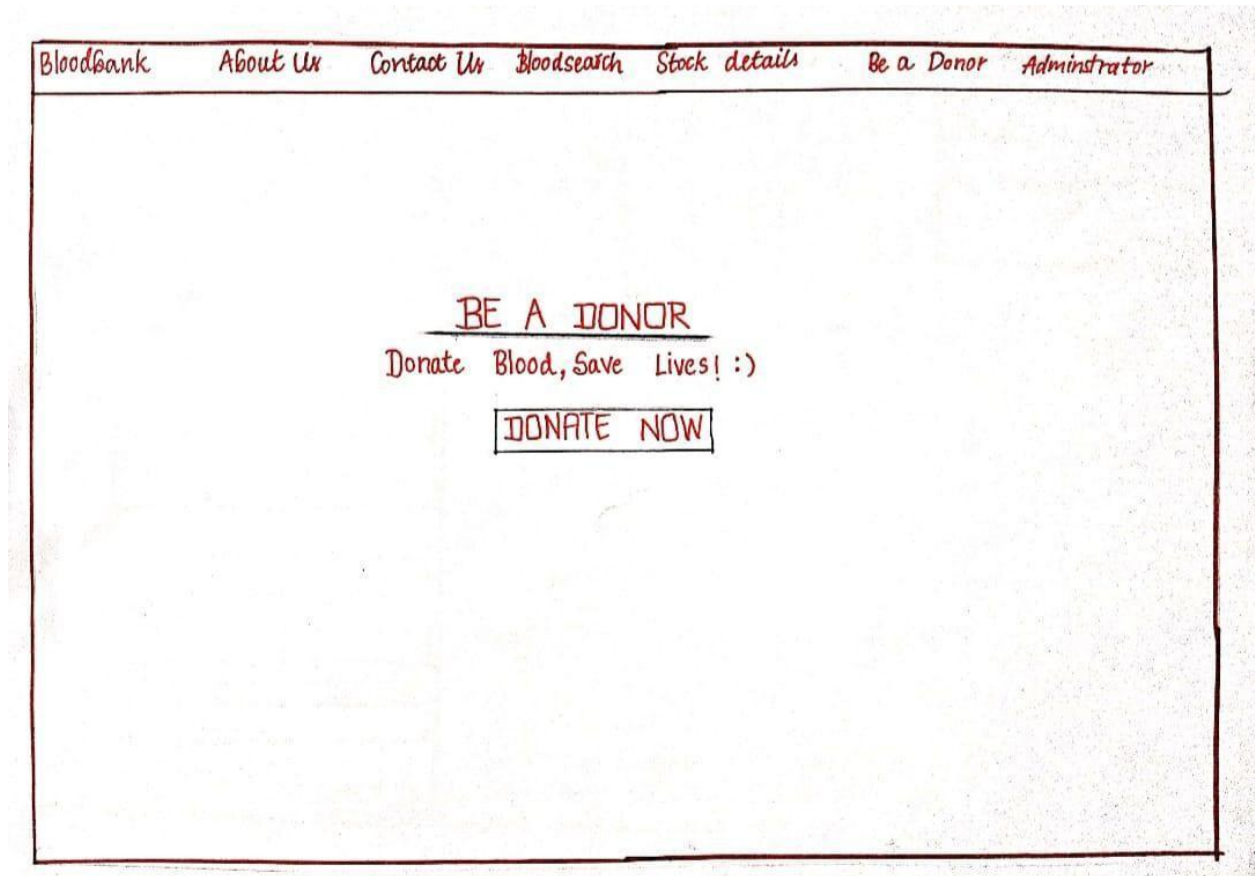 Bloodbank About Us Contact Us Bloodsearch Stock details Be a Donor Adminstrator
BE A DONOR
Donate Blood, Save Lives! :)
DONATE NOW